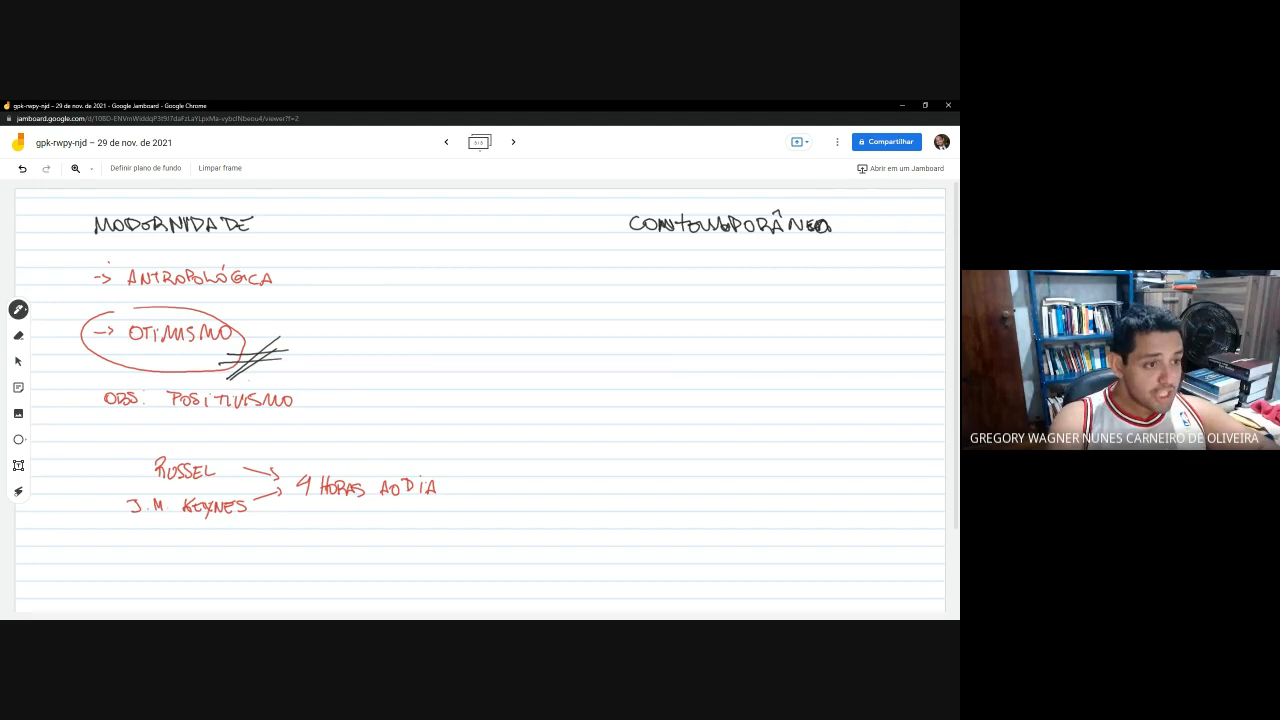 gpk-rwpy-njd – 29 de nov. de 2021 - Google Jamboard - Google Chrome
gpk-rwpy-njd – 29 de nov. de 2021
Compartilhar
Definir plano de fundo
Limpar frame
Abrir em um Jamboard
MODERNIDADE
CONTEMPORÂNEO
→ ANTROPOLÓGICA
→ OTIMISMO
OBS: POSITIVISMO
RUSSEL
4 HORAS AO DIA
J. M. KEYNES
GREGORY WAGNER NUNES CARNEIRO DE OLIVEIRA